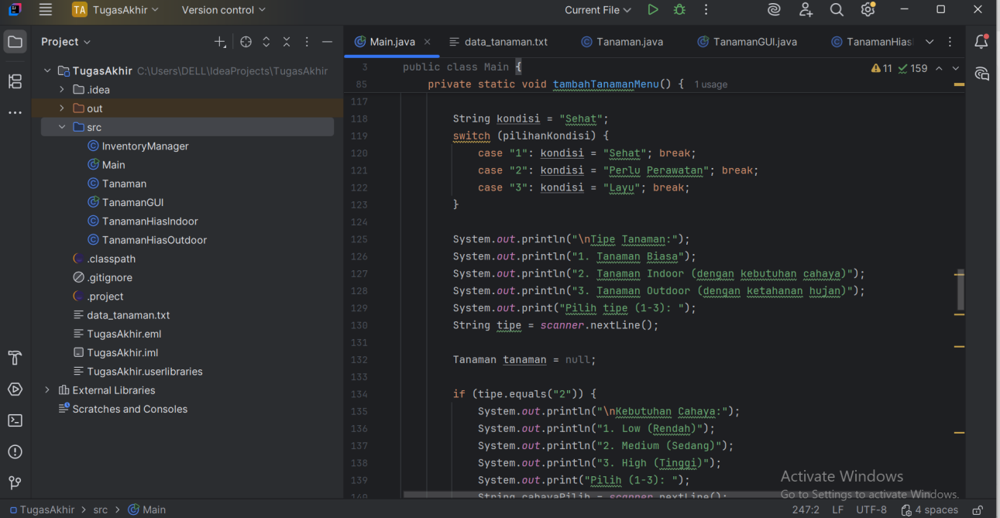 TA TugasAkhir Version control Current File
Project
Main.java data_tanaman.txt Tanaman.java TanamanGUI.java TanamanHias
TugasAkhir C:\Users\DELL\IdeaProjects\TugasAkhir
.idea
out
src
InventoryManager
Main
Tanaman
TanamanGUI
TanamanHiasIndoor
TanamanHiasOutdoor
.classpath
.gitignore
.project
data_tanaman.txt
TugasAkhir.eml
TugasAkhir.iml
TugasAkhir.userlibraries
External Libraries
Scratches and Consoles
3 public class Main {
11 159
85 private static void tambahTanamanMenu() { 1 usage
117
118 String kondisi = "Sehat";
119 switch (pilihanKondisi) {
120 case "1": kondisi = "Sehat"; break;
121 case "2": kondisi = "Perlu Perawatan"; break;
122 case "3": kondisi = "Layu"; break;
123 }
124
125 System.out.println("\nTipe Tanaman:");
126 System.out.println("1. Tanaman Biasa");
127 System.out.println("2. Tanaman Indoor (dengan kebutuhan cahaya)");
128 System.out.println("3. Tanaman Outdoor (dengan ketahanan hujan)");
129 System.out.print("Pilih tipe (1-3): ");
130 String tipe = scanner.nextLine();
131
132 Tanaman tanaman = null;
133
134 if (tipe.equals("2")) {
135 System.out.println("\nKebutuhan Cahaya:");
136 System.out.println("1. Low (Rendah)");
137 System.out.println("2. Medium (Sedang)");
138 System.out.println("3. High (Tinggi)");
139 System.out.print("Pilih (1-3): ");
140 String cahayaPilih = scanner.nextLine();
Activate Windows
Go to Settings to activate Windows.
TugasAkhir > src > Main
247:2 LF UTF-8 4 spaces